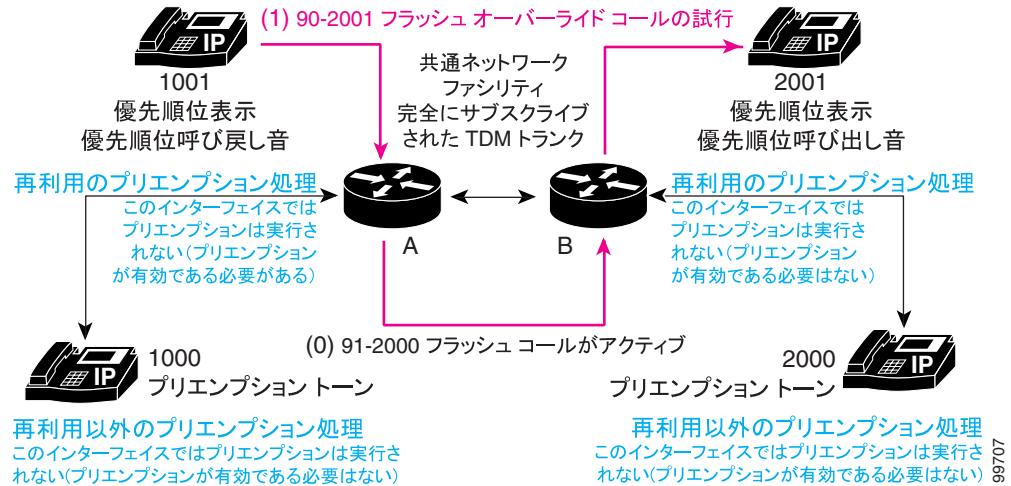 (1) 90-2001 フラッシュ オーバーライド コールの試行
IP
1001
優先順位表示
優先順位呼び戻し音
共通ネットワーク
ファシリティ
完全にサブスクライブ
された TDM トランク
IP
2001
優先順位表示
優先順位呼び出し音
再利用のプリエンプション処理
このインターフェイスでは
プリエンプションは実行さ
れない（プリエンプション
が有効である必要がある）
A
B
再利用のプリエンプション処理
このインターフェイスでは
プリエンプションは実行さ
れない（プリエンプション
が有効である必要はない）
(0) 91-2000 フラッシュ コールがアクティブ
IP
1000
プリエンプション トーン
2000
プリエンプション トーン
IP
再利用以外のプリエンプション処理
このインターフェイスではプリエンプションは実行さ
れない（プリエンプションが有効である必要はない）
再利用以外のプリエンプション処理
このインターフェイスではプリエンプションは実行さ
れない（プリエンプションが有効である必要はない）
99707